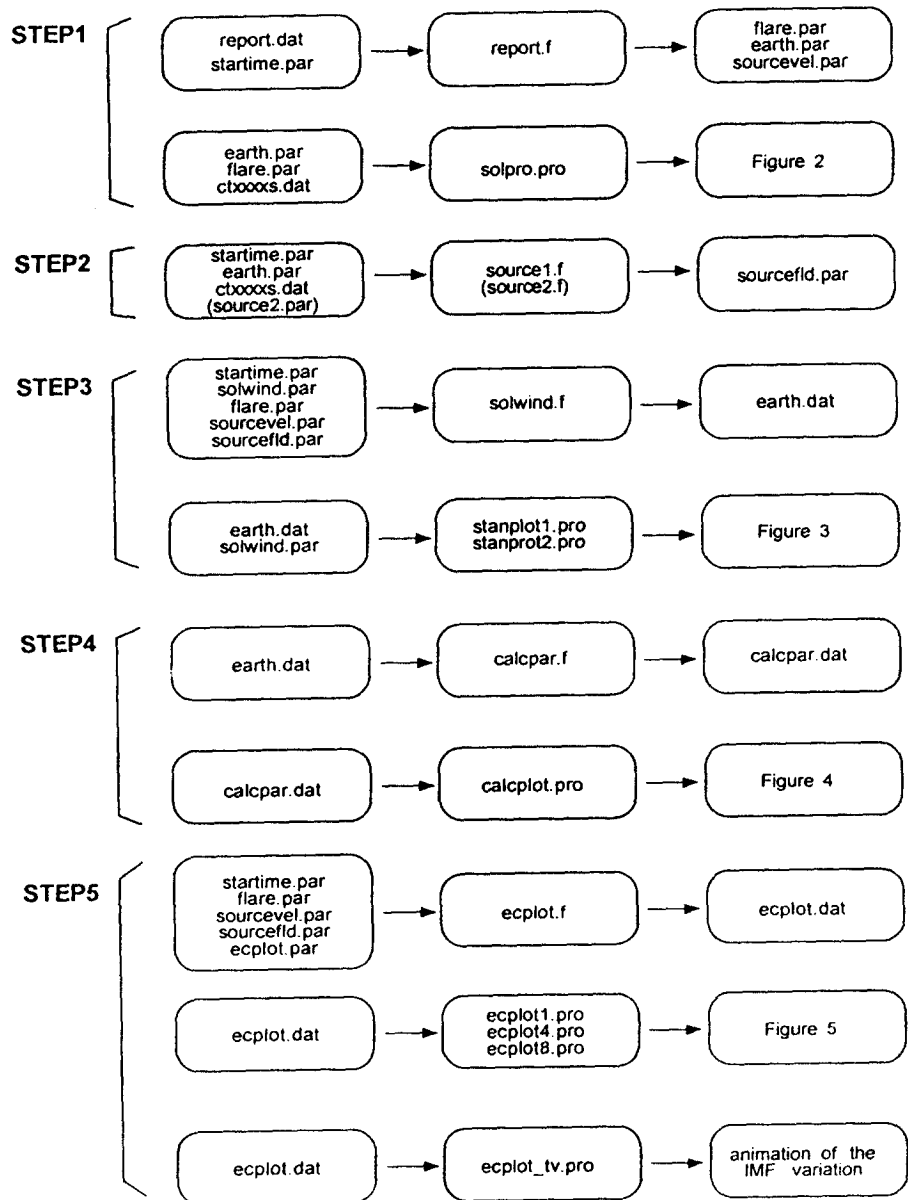 STEP1
report.dat
startime.par
report.f
flare.par
earth.par
sourcevel.par
earth.par
flare.par
ctxxxxs.dat
solpro.pro
Figure 2
STEP2
startime.par
earth.par
ctxxxxs.dat
(source2.par)
source1.f
(source2.f)
sourcefld.par
STEP3
startime.par
solwind.par
flare.par
sourcevel.par
sourcefld.par
solwind.f
earth.dat
earth.dat
solwind.par
stanplot1.pro
stanprot2.pro
Figure 3
STEP4
earth.dat
calcpar.f
calcpar.dat
calcpar.dat
calcplot.pro
Figure 4
STEP5
startime.par
flare.par
sourcevel.par
sourcefld.par
ecplot.par
ecplot.f
ecplot.dat
ecplot.dat
ecplot1.pro
ecplot4.pro
ecplot8.pro
Figure 5
ecplot.dat
ecplot_tv.pro
animation of the
IMF variation